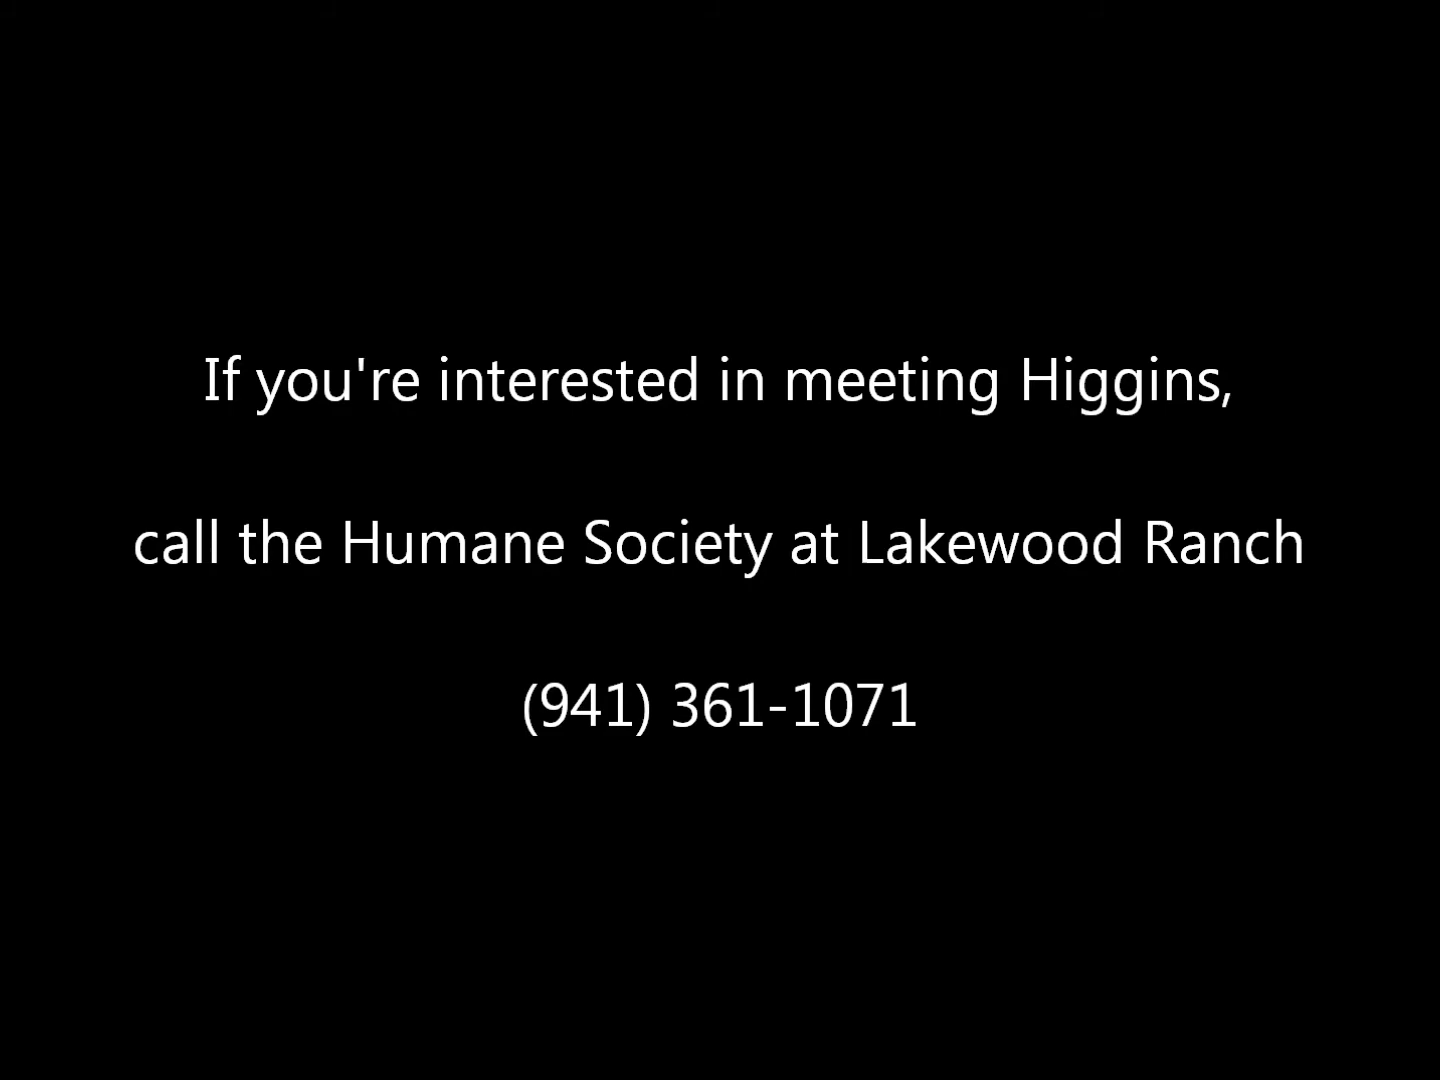 If you're interested in meeting Higgins,
call the Humane Society at Lakewood Ranch
(941) 361-1071